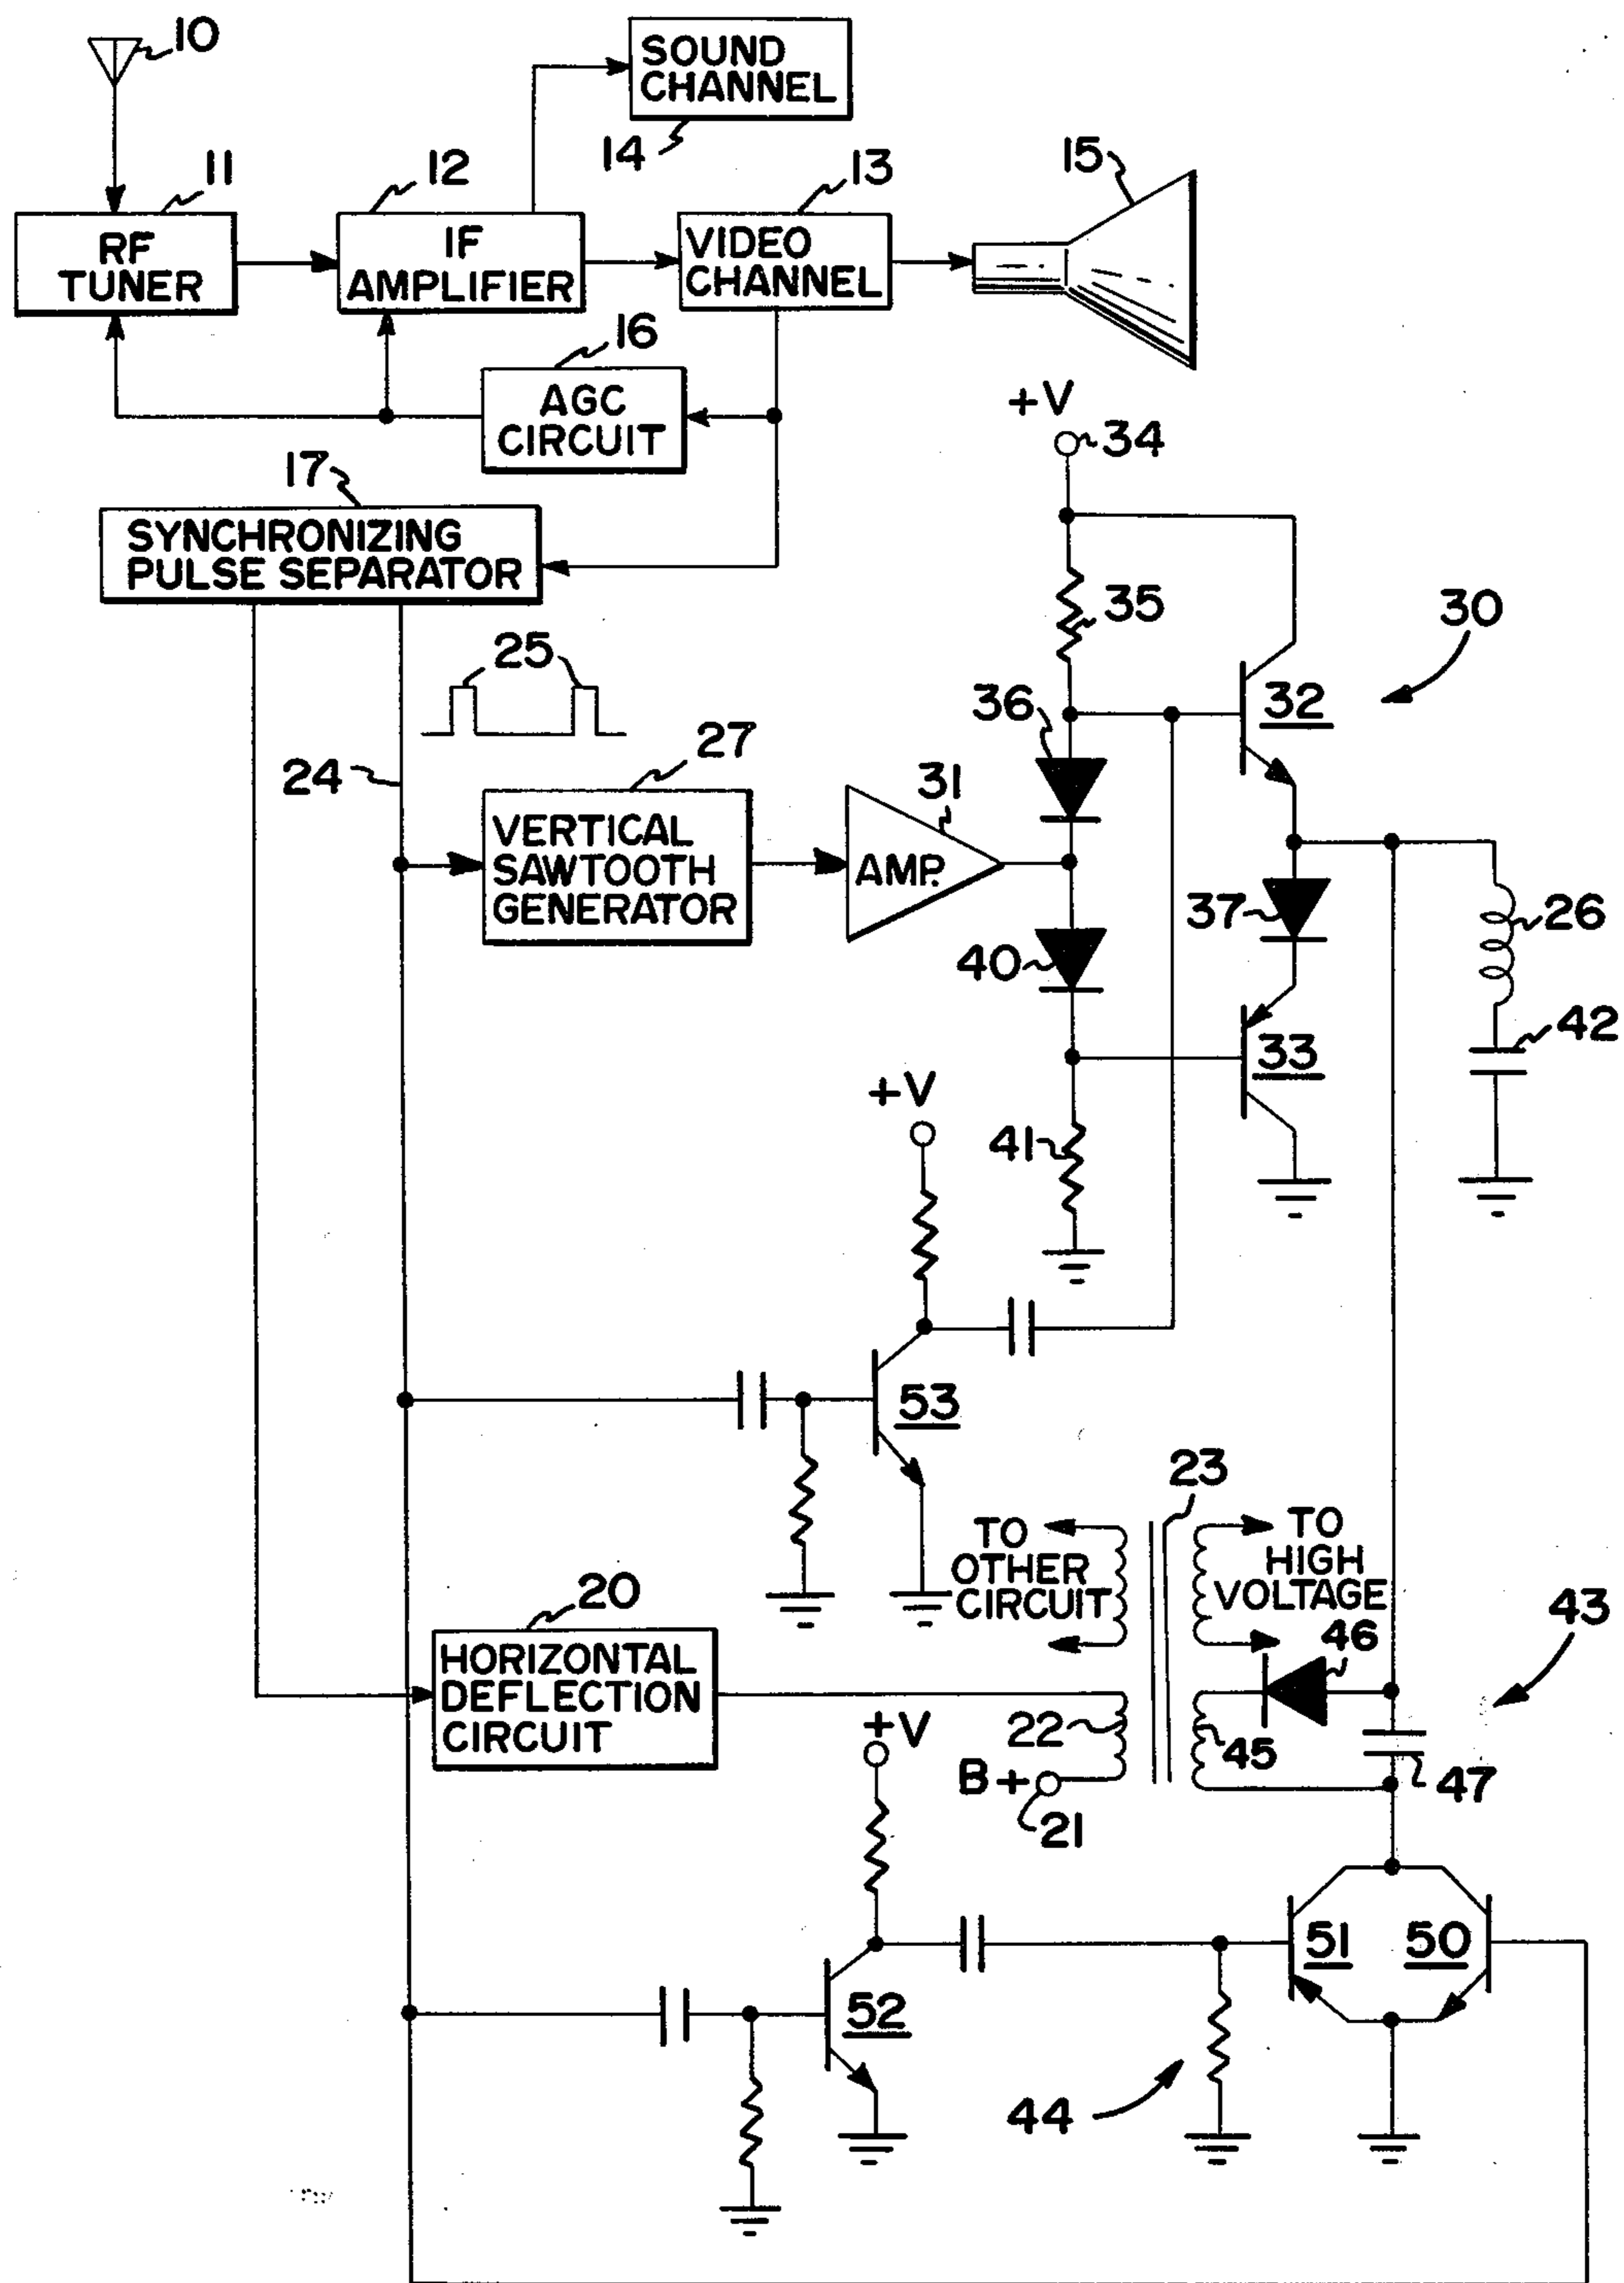 10
SOUND
CHANNEL
14
11
12
13
15
RF
TUNER
IF
AMPLIFIER
VIDEO
CHANNEL
16
AGC
CIRCUIT
+V
34
17
SYNCHRONIZING
PULSE SEPARATOR
35
30
25
36
32
24
27
31
VERTICAL
SAWTOOTH
GENERATOR
AMP.
37
26
40
42
33
+V
41
53
23
TO
OTHER
CIRCUIT
TO
HIGH
VOLTAGE
20
43
46
HORIZONTAL
DEFLECTION
CIRCUIT
+V
22
45
B+
47
21
51
50
52
44